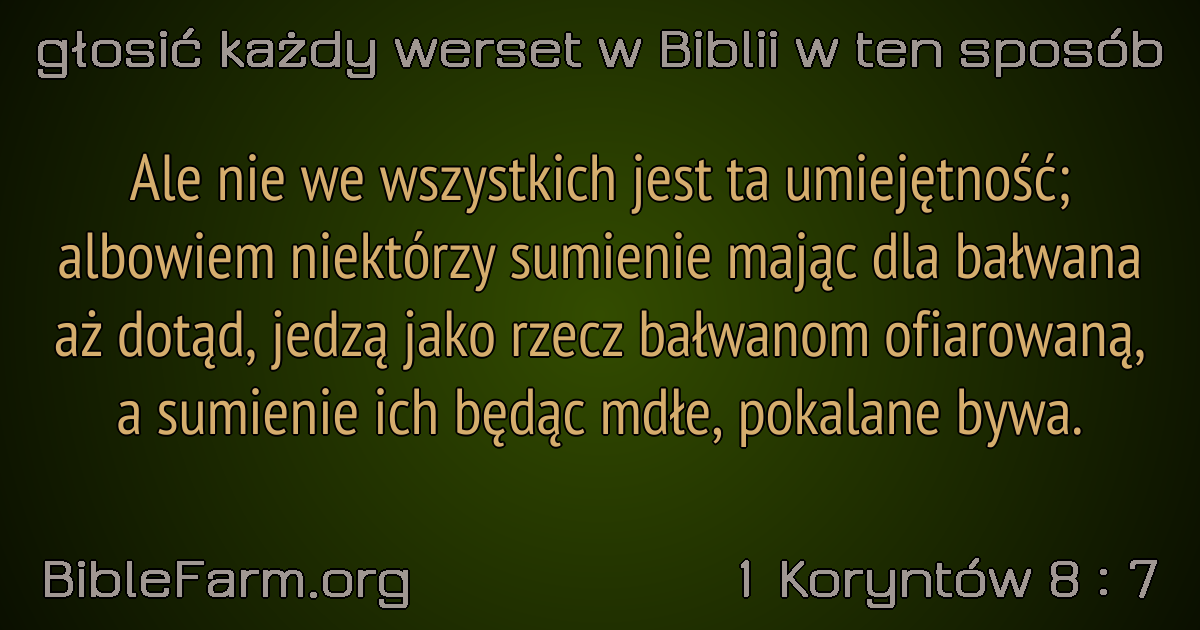 głosić każdy werset w Biblii w ten sposób
Ale nie we wszystkich jest ta umiejętność;
albowiem niektórzy sumienie mając dla bałwana
aż dotąd, jedzą jako rzecz bałwanom ofiarowaną,
a sumienie ich będąc mdłe, pokalane bywa.
BibleFarm.org
1 Koryntów 8 : 7